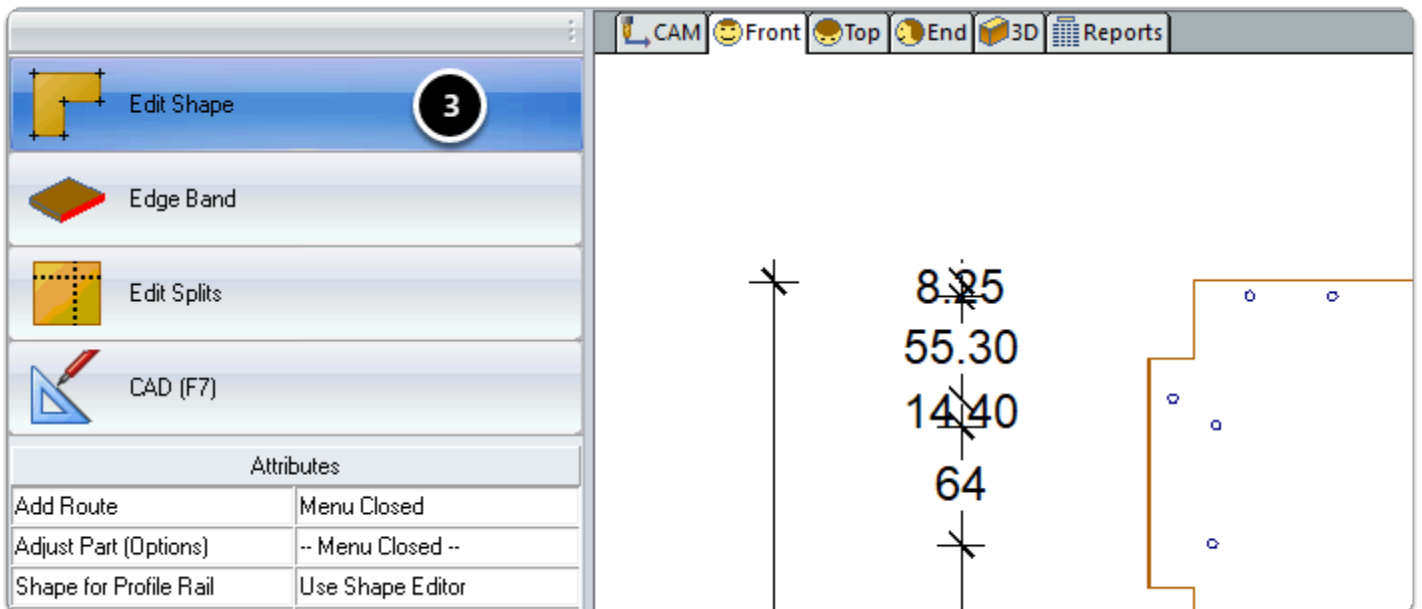 CAM Front Top End 3D Reports
Edit Shape 3
Edge Band
Edit Splits
CAD (F7)
Attributes
Add Route Menu Closed
Adjust Part (Options) -- Menu Closed --
Shape for Profile Rail Use Shape Editor
8.25
55.30
14.40
64